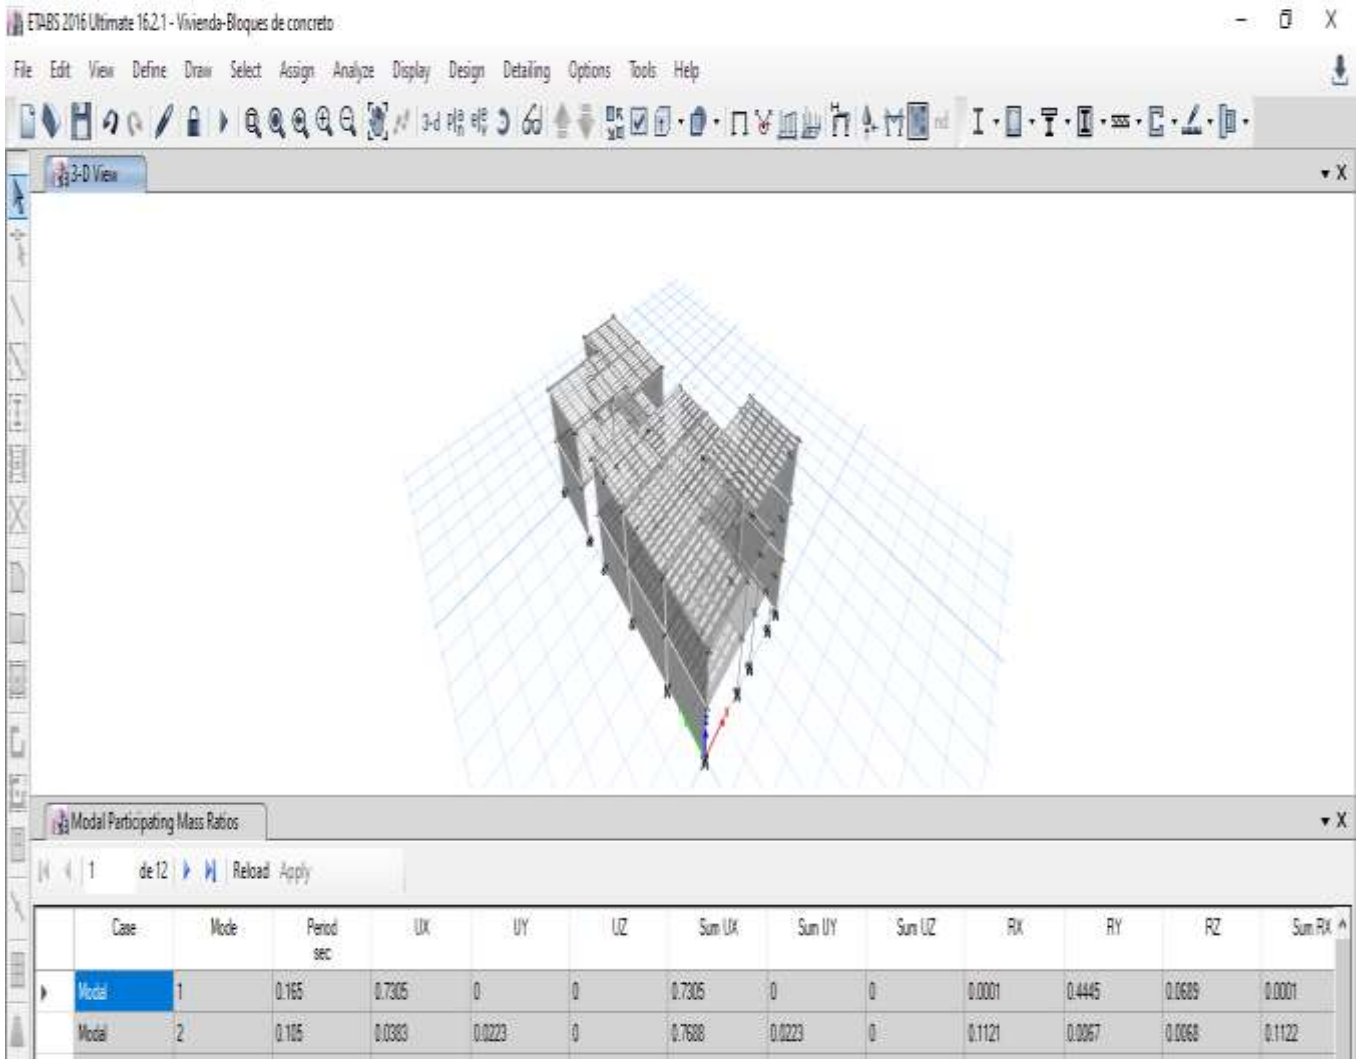 ETABS 2016 Ultimate 16.2.1 - Vivienda-Bloques de concreto
File Edit View Define Draw Select Assign Analyze Display Design Detailing Options Tools Help
3-d
nd
3-D View
Modal Participating Mass Ratios
1 de 12 Reload Apply
Case Mode Period sec UX UY UZ Sum UX Sum UY Sum UZ RX RY RZ Sum RX
Modal 1 0.165 0.7305 0 0 0.7305 0 0 0.0001 0.4445 0.0689 0.0001
Modal 2 0.105 0.0383 0.0223 0 0.7688 0.0223 0 0.1121 0.0067 0.0068 0.1122